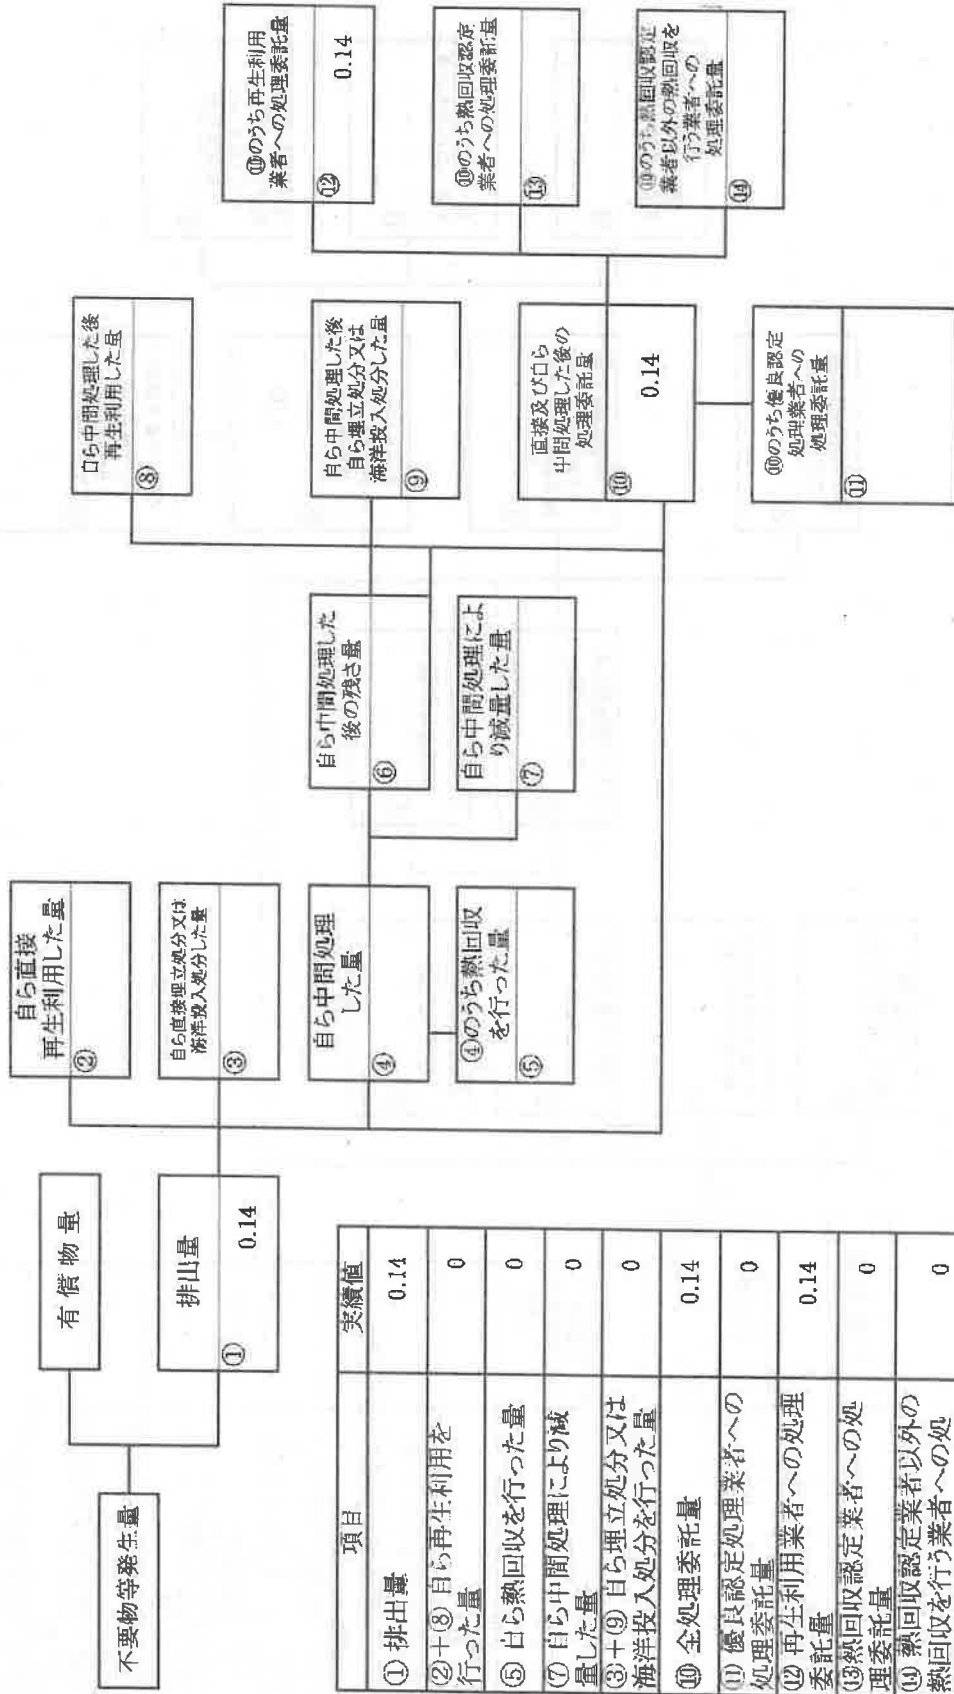 不要物等発生量
有償物量
排出量
①
0.14
自ら直接
再生利用した量
②
自ら直接埋立処分又は
海洋投入処分した量
③
自ら中間処理
した量
④
④のうち熱回収
を行った量
⑤
自ら中間処理した
後の残さ量
⑥
自ら中間処理によ
り減量した量
⑦
自ら中間処理した後
再生利用した量
⑧
自ら中間処理した後
自ら埋立処分又は
海洋投入処分した量
⑨
直接及び自ら
中間処理した後の
処理委託量
⑩
0.14
⑩のうち優良認定
処理業者への
処理委託量
⑪
⑩のうち再生利用
業者への処理委託量
⑫
0.14
⑩のうち熱回収認定
業者への処理委託量
⑬
⑩のうち熱回収認定
業者以外の熱回収を
行う業者への
処理委託量
⑭
項目
実績値
① 排出量
0.14
②+⑧ 自ら再生利用を
行った量
0
⑤ 自ら熱回収を行った量
0
⑦ 自ら中間処理により減
量した量
0
③+⑨ 自ら埋立処分又は
海洋投入処分を行った量
0
⑩ 全処理委託量
0.14
⑪ 優良認定処理業者への
処理委託量
0
⑫ 再生利用業者への処理
委託量
0.14
⑬熱回収認定業者への処
理委託量
0
⑭ 熱回収認定業者以外の
熱回収を行う業者への処
0